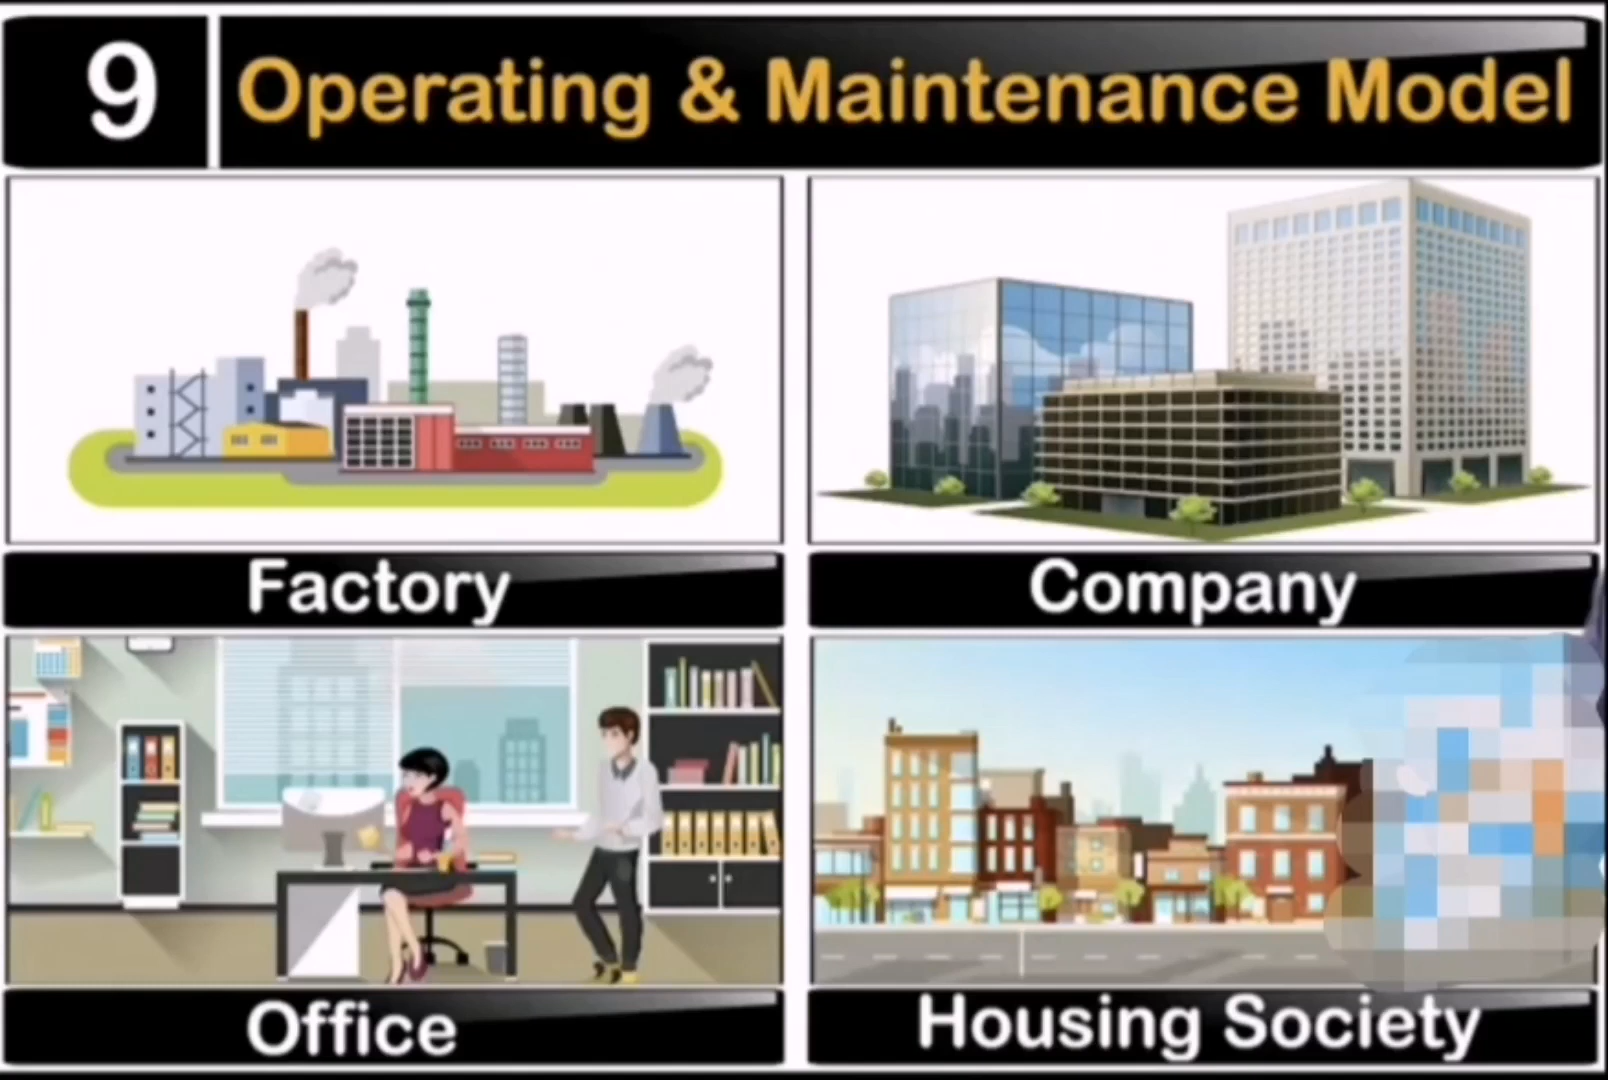 9
Operating & Maintenance Model
Factory
Company
Office
Housing Society